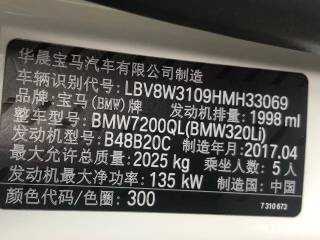 华晨宝马汽车有限公司制造
车辆识别代号: LBV8W3109HMH33069
品牌: 宝马(BMW)牌 发动机排量: 1998 ml
整车型号: BMW7200QL(BMW320Li)
发动机型号: B48B20C 制造年月: 2017.04
最大允许总质量: 2025 kg 乘坐人数: 5人
发动机最大净功率: 135 kW 制造国: 中国
颜色代码/色圈: 300
7 310 673